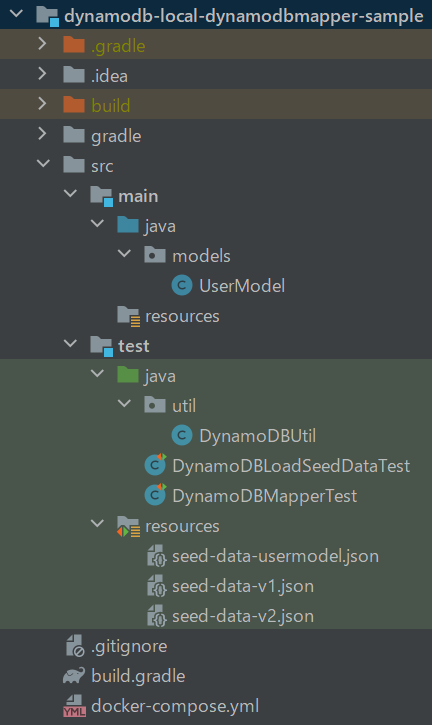 dynamodb-local-dynamodbmapper-sample
.gradle
.idea
build
gradle
src
main
java
models
C UserModel
resources
test
java
util
C DynamoDBUtil
C DynamoDBLoadSeedDataTest
C DynamoDBMapperTest
resources
seed-data-usermodel.json
seed-data-v1.json
seed-data-v2.json
.gitignore
build.gradle
YML docker-compose.yml